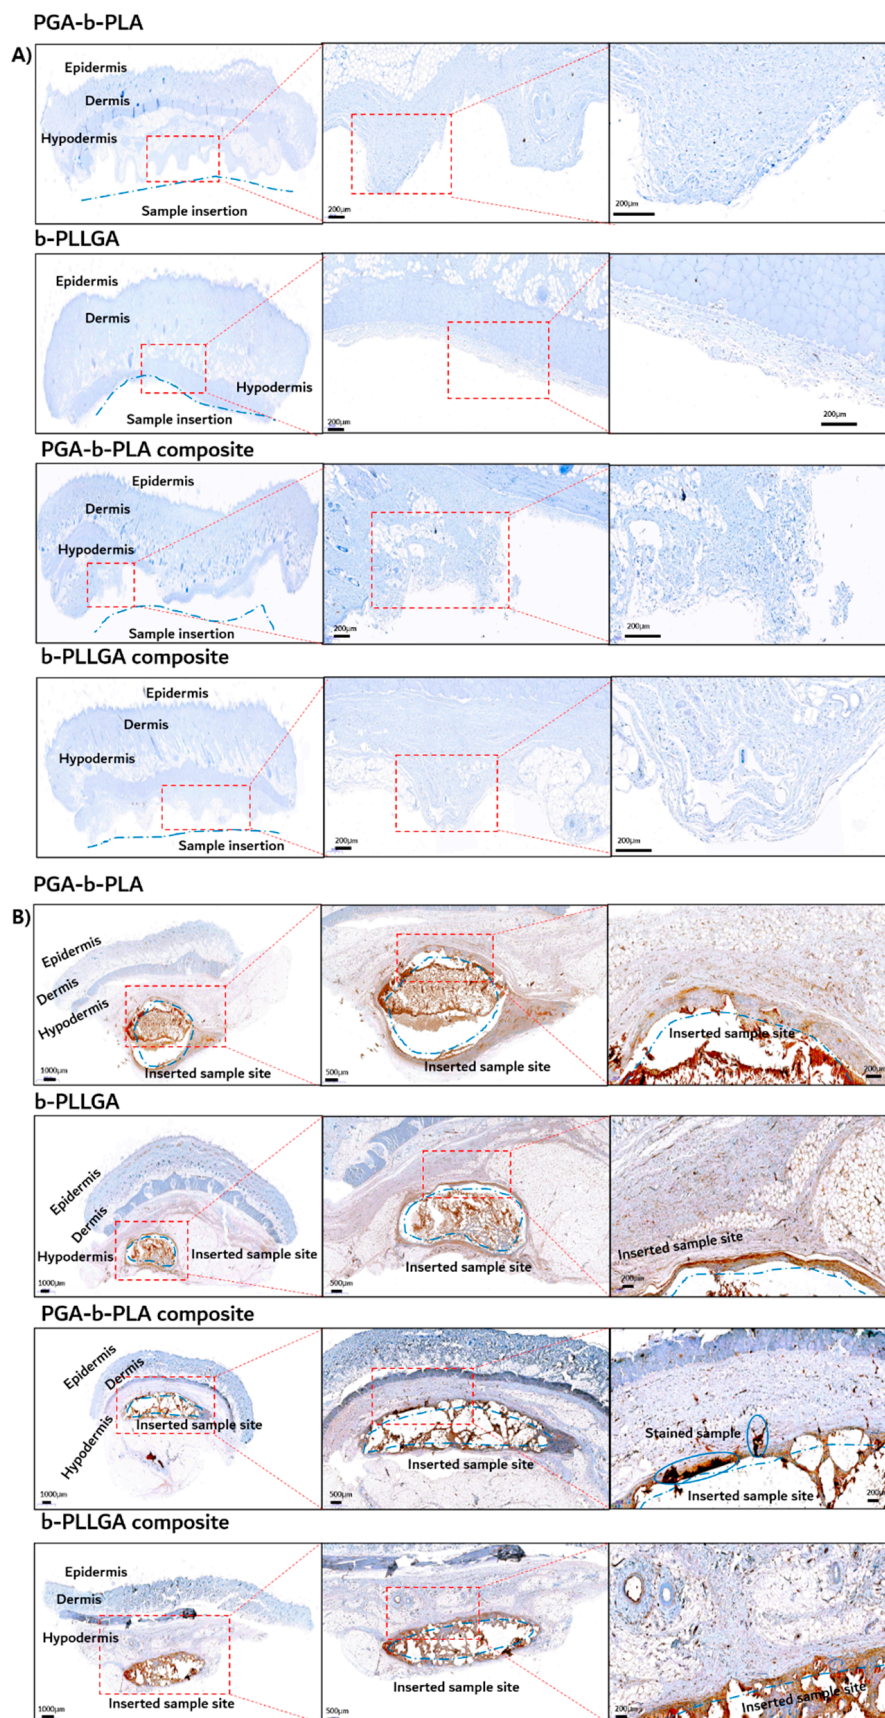 PGA-b-PLA
A)
Epidermis
Dermis
Hypodermis
Sample insertion
200µm
200µm
b-PLLGA
Epidermis
Dermis
Hypodermis
Sample insertion
200µm
200µm
PGA-b-PLA composite
Epidermis
Dermis
Hypodermis
Sample insertion
200µm
200µm
b-PLLGA composite
Epidermis
Dermis
Hypodermis
Sample insertion
200µm
200µm
PGA-b-PLA
B)
Epidermis
Dermis
Hypodermis
Inserted sample site
1000µm
Inserted sample site
500µm
Inserted sample site
200µm
b-PLLGA
Epidermis
Dermis
Hypodermis
Inserted sample site
1000µm
Inserted sample site
500µm
Inserted sample site
200µm
PGA-b-PLA composite
Epidermis
Dermis
Hypodermis
Inserted sample site
1000µm
Inserted sample site
500µm
Stained sample
Inserted sample site
200µ
b-PLLGA composite
Epidermis
Dermis
Hypodermis
Inserted sample site
1000µm
Inserted sample site
500µm
Inserted sample site
200µm